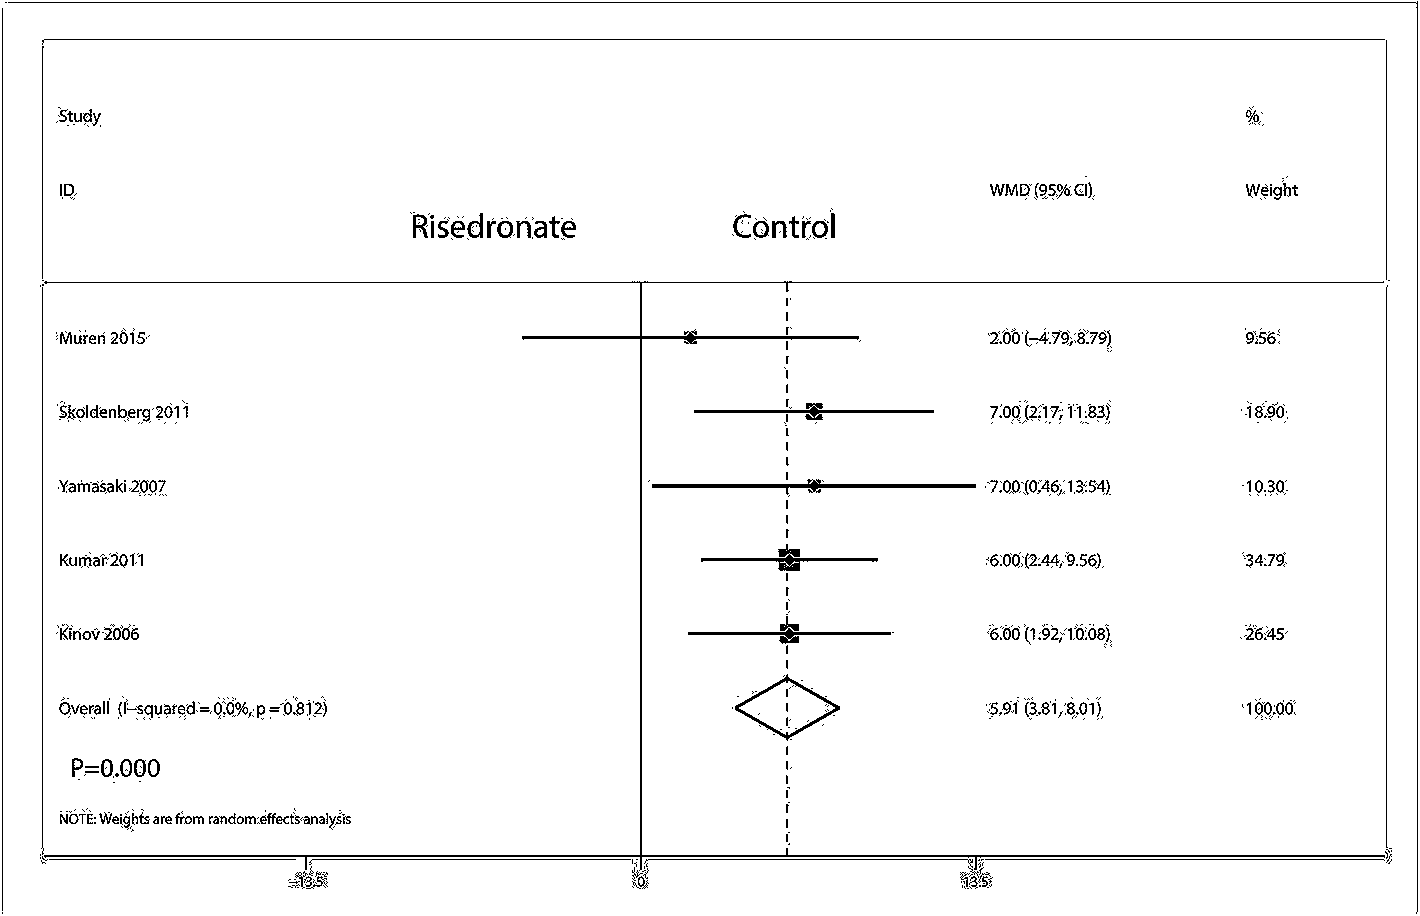 Study %
ID WMD (95% CI) Weight
Risedronate Control
Muren 2015 2.00 (−4.79, 8.79) 9.56
Skoldenberg 2011 7.00 (2.17, 11.83) 18.90
Yamasaki 2007 7.00 (0.46, 13.54) 10.30
Kumar 2011 6.00 (2.44, 9.56) 34.79
Kinov 2006 6.00 (1.92, 10.08) 26.45
Overall (I−squared = 0.0%, p = 0.812) 5.91 (3.81, 8.01) 100.00
P=0.000
NOTE: Weights are from random effects analysis
−13.5 0 13.5